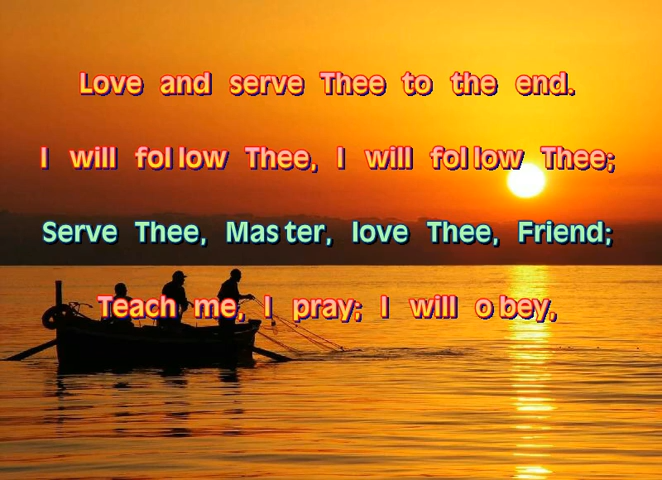 Love and serve Thee to the end.
I will fol low Thee, I will fol low Thee;
Serve Thee, Mas ter, love Thee, Friend;
Teach me, I pray; I will o bey,